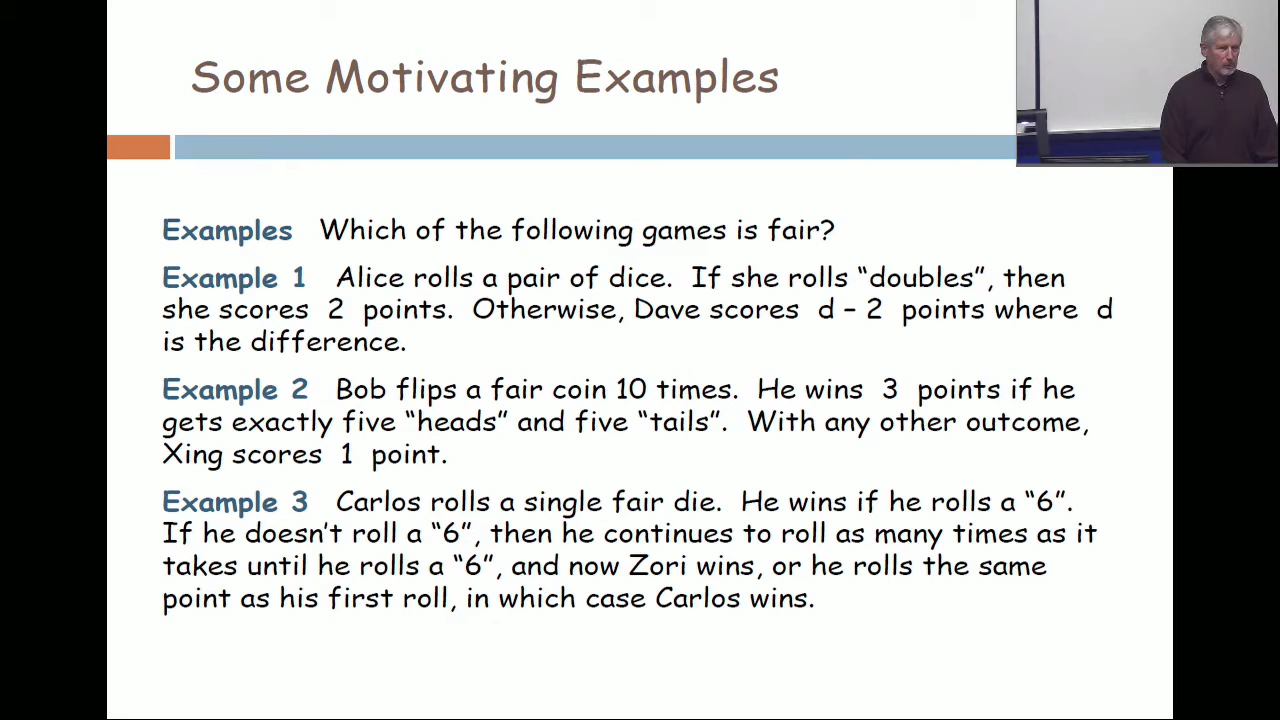 Some Motivating Examples
Examples Which of the following games is fair?
Example 1 Alice rolls a pair of dice. If she rolls “doubles”, then
she scores 2 points. Otherwise, Dave scores d – 2 points where d
is the difference.
Example 2 Bob flips a fair coin 10 times. He wins 3 points if he
gets exactly five “heads” and five “tails”. With any other outcome,
Xing scores 1 point.
Example 3 Carlos rolls a single fair die. He wins if he rolls a “6”.
If he doesn’t roll a “6”, then he continues to roll as many times as it
takes until he rolls a “6”, and now Zori wins, or he rolls the same
point as his first roll, in which case Carlos wins.